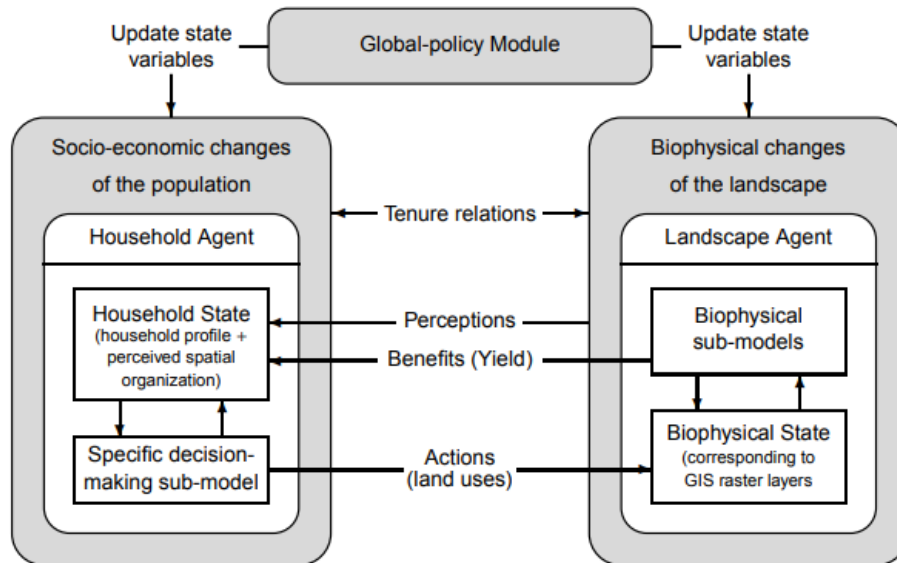 Update state
variables
Global-policy Module
Update state
variables
Socio-economic changes
of the population
Household Agent
Household State
(household profile +
perceived spatial
organization)
Specific decision-
making sub-model
Tenure relations
Perceptions
Benefits (Yield)
Actions
(land uses)
Biophysical changes
of the landscape
Landscape Agent
Biophysical
sub-models
Biophysical State
(corresponding to
GIS raster layers